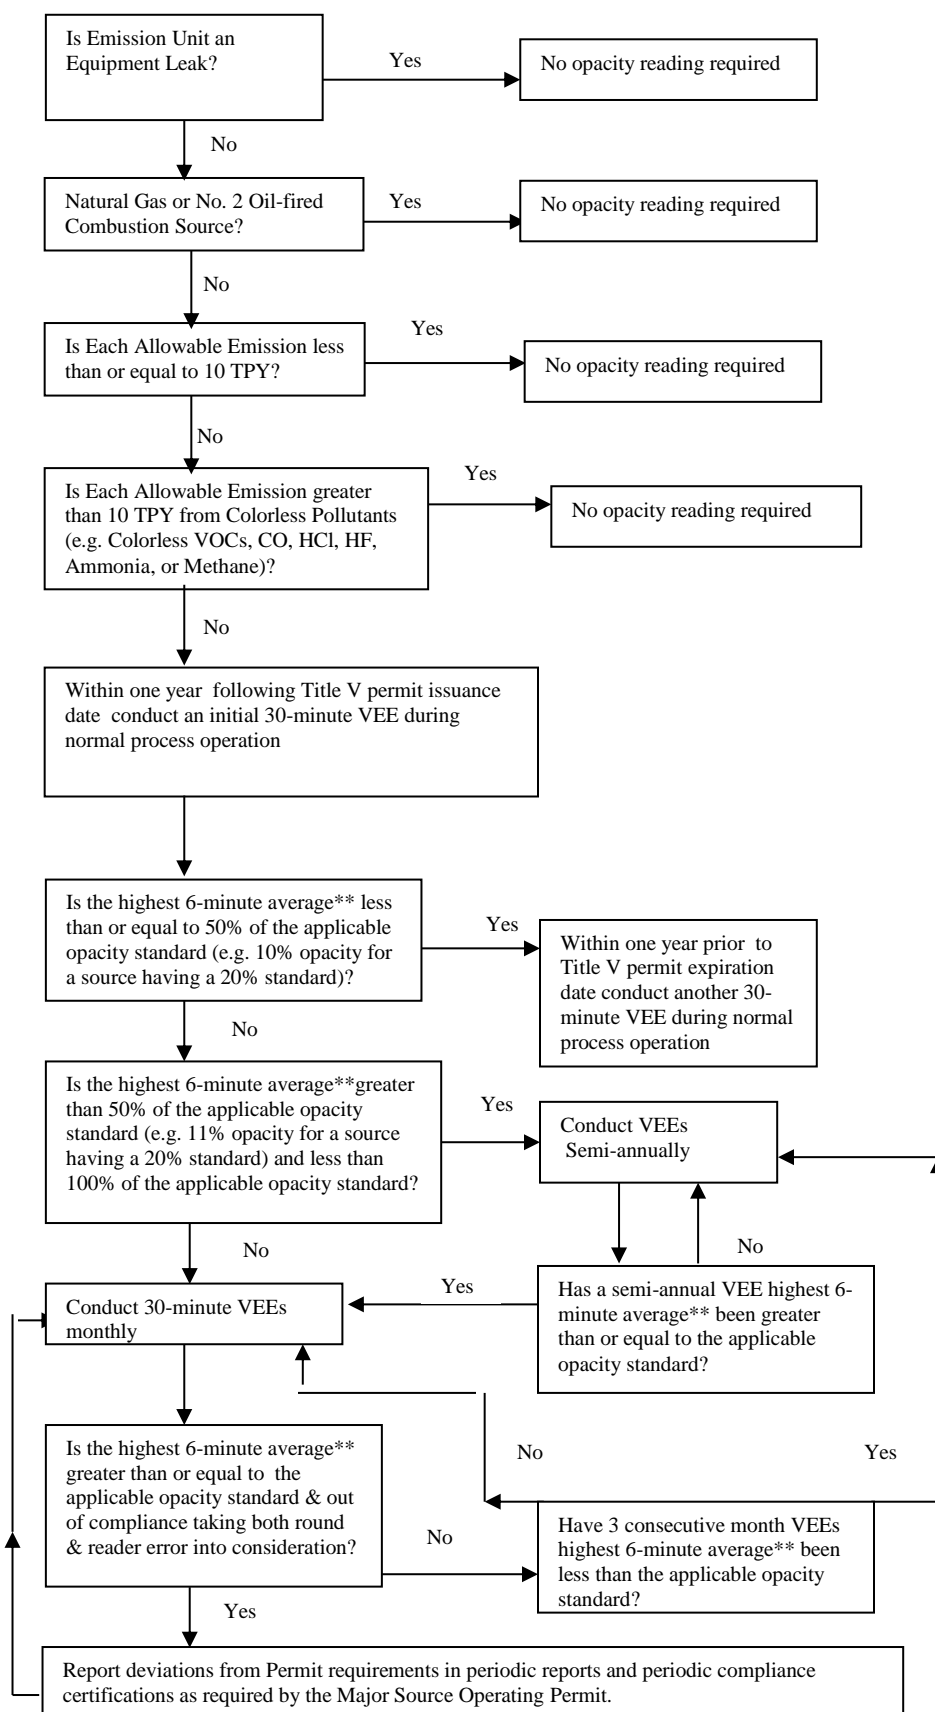 Is Emission Unit an
Equipment Leak?
Yes
No opacity reading required
No
Natural Gas or No. 2 Oil-fired
Combustion Source?
Yes
No opacity reading required
No
Is Each Allowable Emission less
than or equal to 10 TPY?
Yes
No opacity reading required
No
Is Each Allowable Emission greater
than 10 TPY from Colorless Pollutants
(e.g. Colorless VOCs, CO, HCl, HF,
Ammonia, or Methane)?
Yes
No opacity reading required
No
Within one year following Title V permit issuance
date conduct an initial 30-minute VEE during
normal process operation
Is the highest 6-minute average** less
than or equal to 50% of the applicable
opacity standard (e.g. 10% opacity for
a source having a 20% standard)?
Yes
Within one year prior to
Title V permit expiration
date conduct another 30-
minute VEE during normal
process operation
No
Is the highest 6-minute average**greater
than 50% of the applicable opacity
standard (e.g. 11% opacity for a source
having a 20% standard) and less than
100% of the applicable opacity standard?
Yes
Conduct VEEs
Semi-annually
No
No
Has a semi-annual VEE highest 6-
minute average** been greater
than or equal to the applicable
opacity standard?
Yes
Conduct 30-minute VEEs
monthly
Is the highest 6-minute average**
greater than or equal to the
applicable opacity standard & out
of compliance taking both round
& reader error into consideration?
No
No
Yes
Have 3 consecutive month VEEs
highest 6-minute average** been
less than the applicable opacity
standard?
Yes
Report deviations from Permit requirements in periodic reports and periodic compliance
certifications as required by the Major Source Operating Permit.